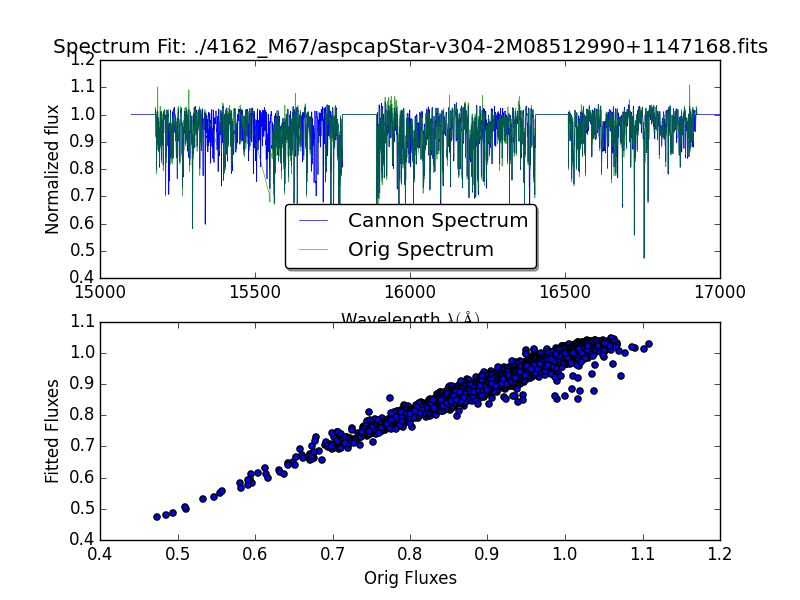 Spectrum Fit: ./4162_M67/aspcapStar-v304-2M08512990+1147168.fits
1.2
1.1
1.0
0.9
0.8
0.7
0.6
0.5
0.4
Normalized flux
Cannon Spectrum
Orig Spectrum
15000 15500 16000 16500 17000
Wavelength λ(Å)
1.1
1.0
0.9
0.8
0.7
0.6
0.5
0.4
Fitted Fluxes
0.4 0.5 0.6 0.7 0.8 0.9 1.0 1.1 1.2
Orig Fluxes